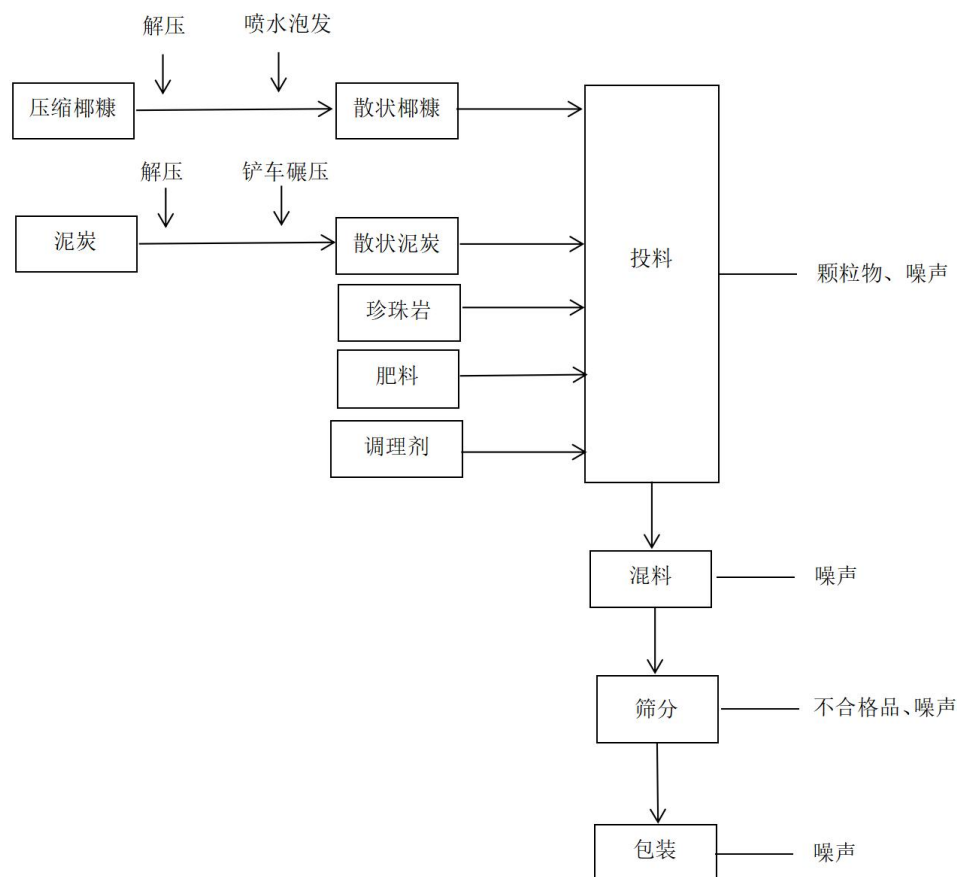 解压
喷水泡发
压缩椰糠
散状椰糠
解压
铲车碾压
泥炭
散状泥炭
投料
颗粒物、噪声
珍珠岩
肥料
调理剂
混料
噪声
筛分
不合格品、噪声
包装
噪声